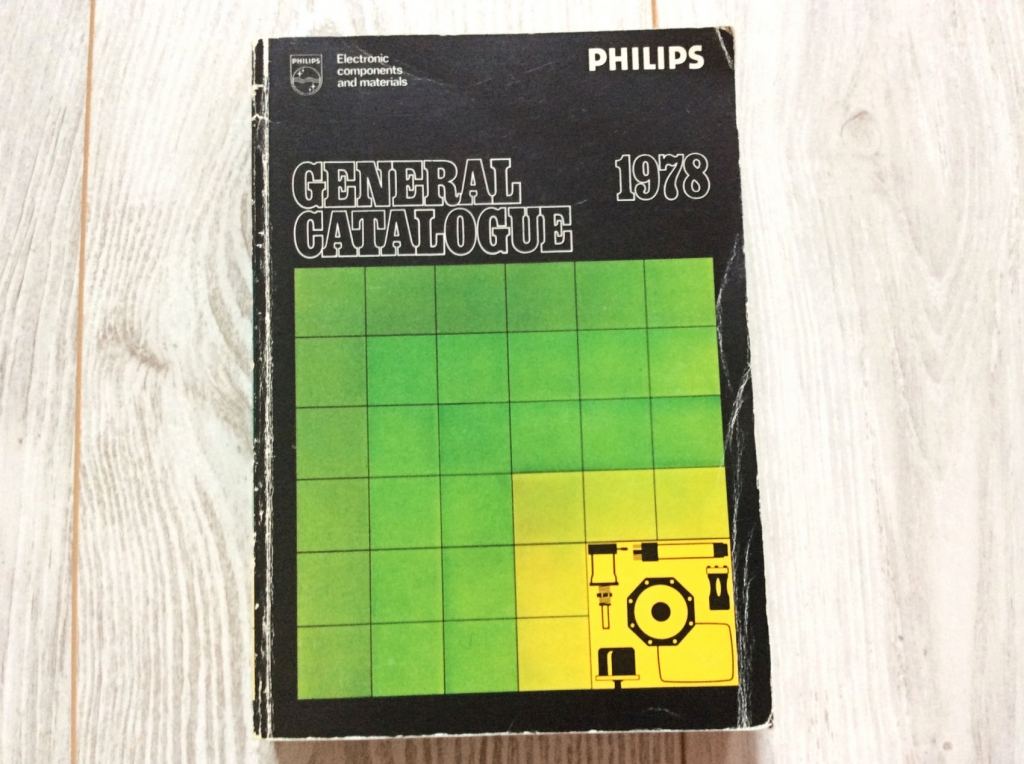 PHILIPS
Electronic
components
and materials
PHILIPS
GENERAL
CATALOGUE
1978